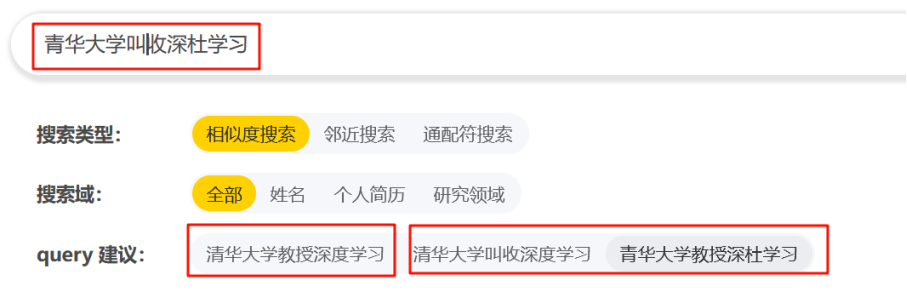 青华大学叫收深杜学习
搜索类型: 相似度搜索 邻近搜索 通配符搜索
搜索域: 全部 姓名 个人简历 研究领域
query 建议: 清华大学教授深度学习 清华大学叫收深度学习 青华大学教授深杜学习